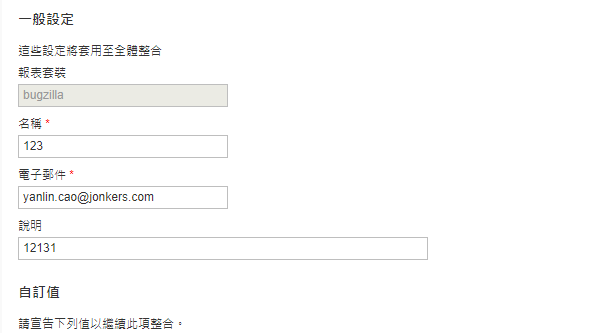 一般設定
這些設定將套用至全體整合
報表套裝
bugzilla
名稱 *
123
電子郵件 *
yanlin.cao@jonkers.com
說明
12131
自訂值
請宣告下列值以繼續此項整合。